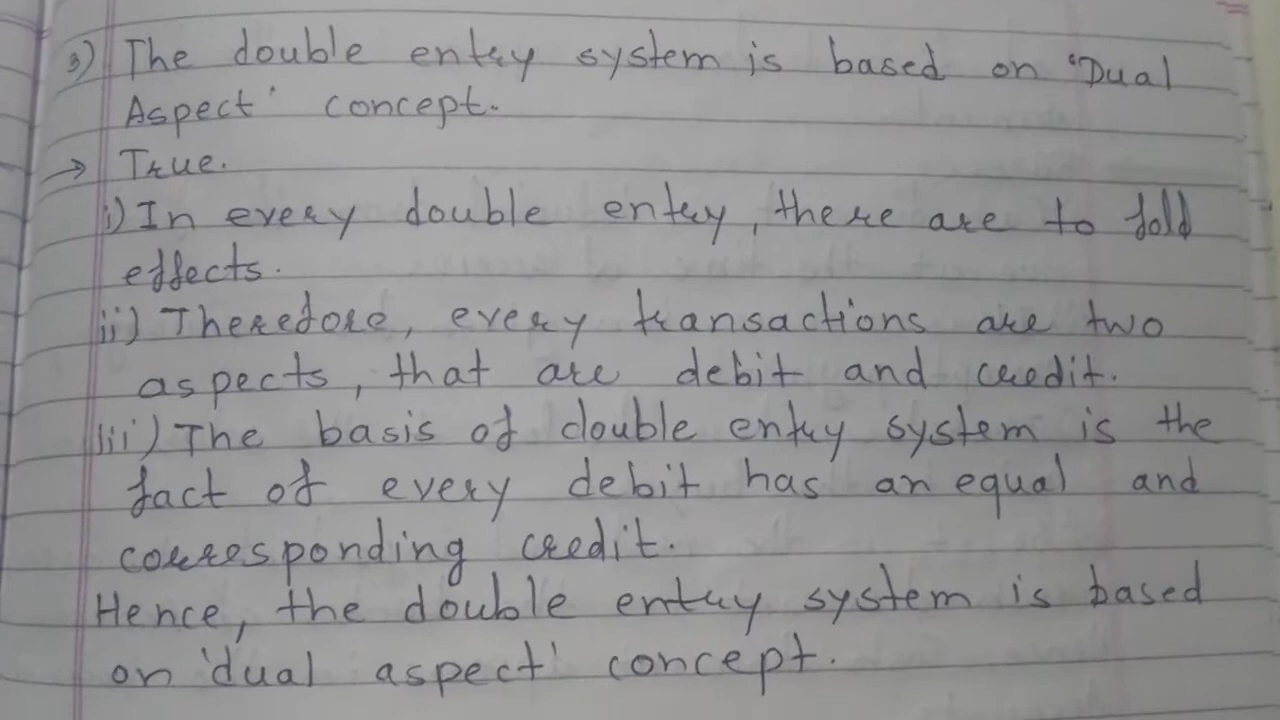 3) The double entry system is based on 'Dual
Aspect' concept.
→ True.
i) In every double entry, there are to fold
effects.
ii) Therefore, every transactions are two
aspects, that are debit and credit.
iii) The basis of double entry system is the
fact of every debit has an equal and
corresponding credit.
Hence, the double entry system is based
on 'dual aspect' concept.